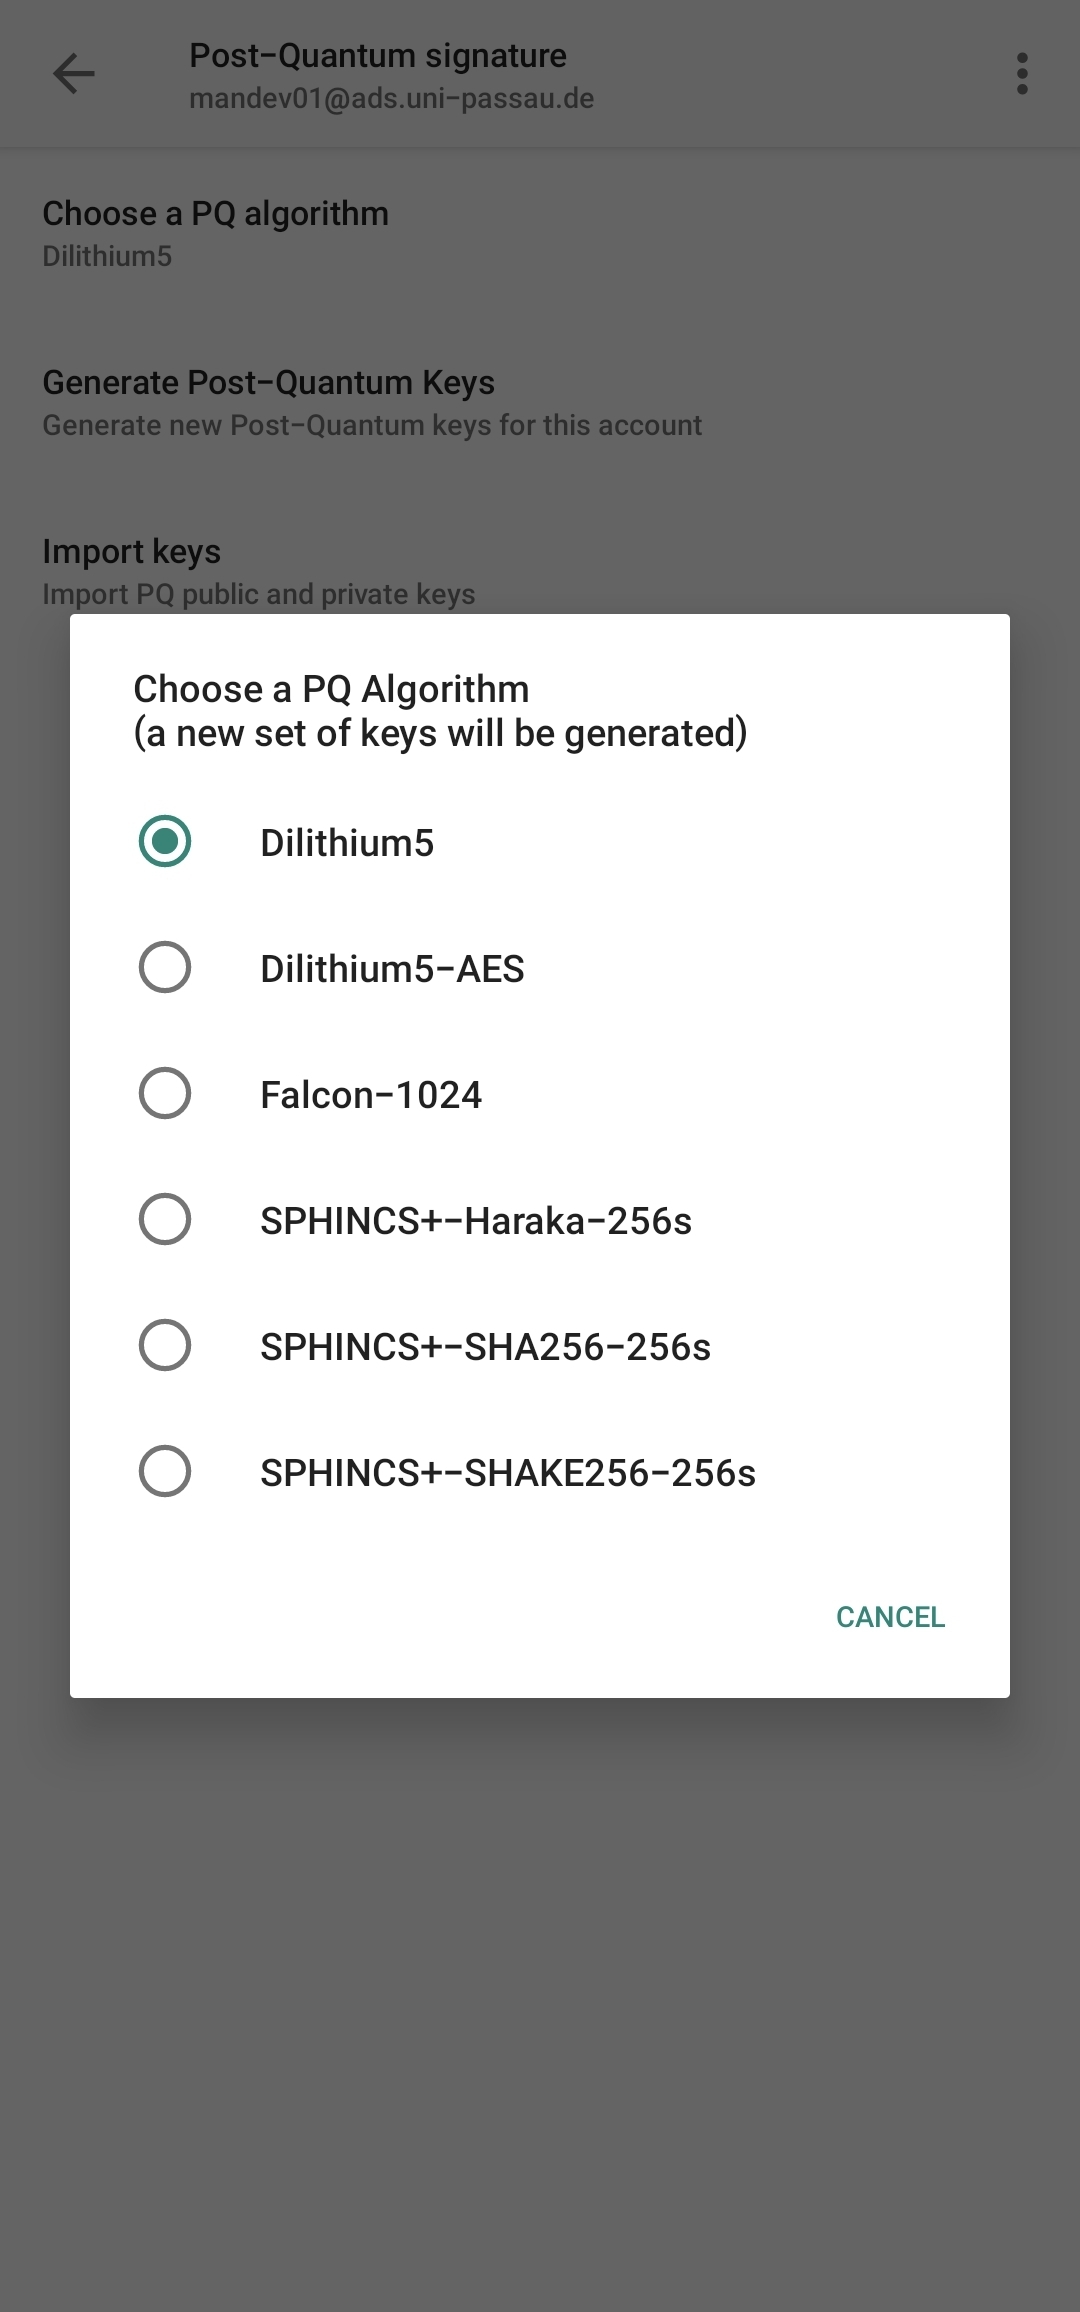 Post-Quantum signature
mandev01@ads.uni-passau.de
Choose a PQ algorithm
Dilithium5
Generate Post-Quantum Keys
Generate new Post-Quantum keys for this account
Import keys
Import PQ public and private keys
Choose a PQ Algorithm
(a new set of keys will be generated)
Dilithium5
Dilithium5-AES
Falcon-1024
SPHINCS+-Haraka-256s
SPHINCS+-SHA256-256s
SPHINCS+-SHAKE256-256s
CANCEL